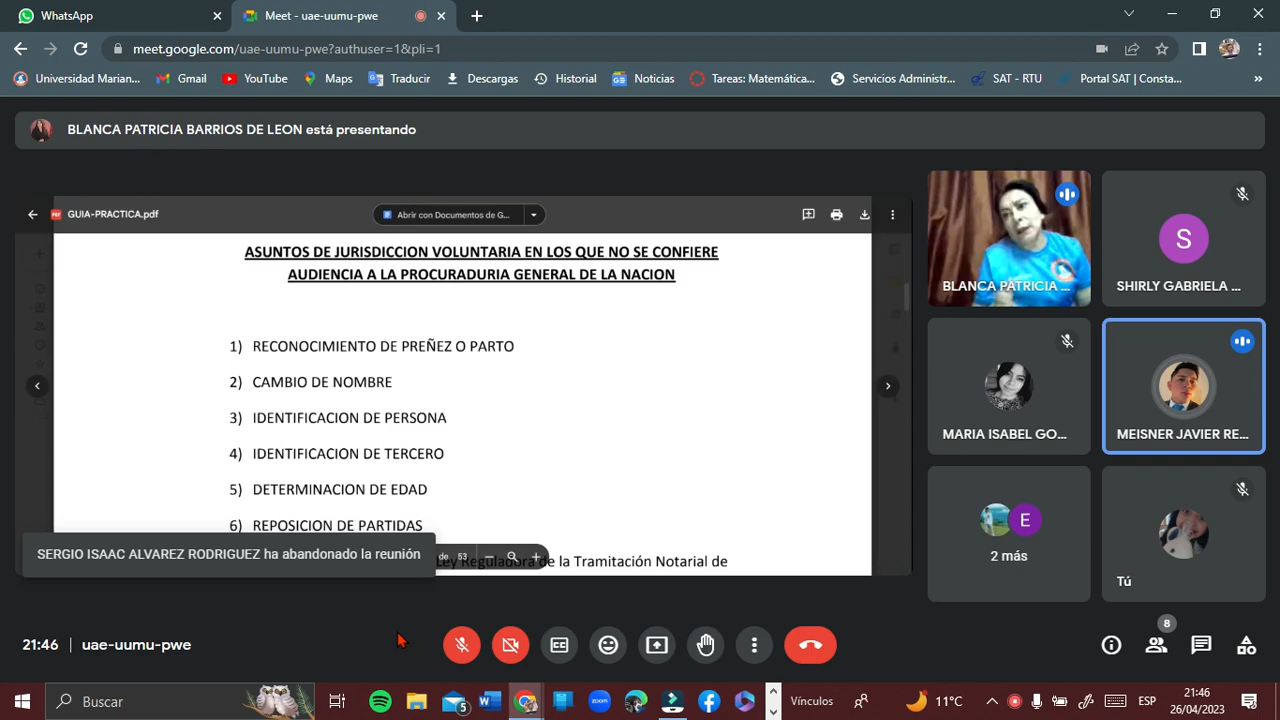 WhatsApp
Meet - uae-uumu-pwe
meet.google.com/uae-uumu-pwe?authuser=1&pli=1
Universidad Marian...
Gmail
YouTube
Maps
Traducir
Descargas
Historial
Noticias
Tareas: Matemática...
Servicios Administr...
SAT - RTU
Portal SAT | Consta...
»
BLANCA PATRICIA BARRIOS DE LEON está presentando
PDF GUIA-PRACTICA.pdf
Abrir con Documentos de G...
ASUNTOS DE JURISDICCION VOLUNTARIA EN LOS QUE NO SE CONFIERE
AUDIENCIA A LA PROCURADURIA GENERAL DE LA NACION
1) RECONOCIMIENTO DE PREÑEZ O PARTO
2) CAMBIO DE NOMBRE
3) IDENTIFICACION DE PERSONA
4) IDENTIFICACION DE TERCERO
5) DETERMINACION DE EDAD
6) REPOSICION DE PARTIDAS
Ley Reguladora de la Tramitación Notarial de
de 53
SERGIO ISAAC ALVAREZ RODRIGUEZ ha abandonado la reunión
BLANCA PATRICIA ...
S
SHIRLY GABRIELA ...
MARIA ISABEL GO...
MEISNER JAVIER RE...
E
2 más
Tú
21:46 | uae-uumu-pwe
8
Buscar
5
zoom
Vínculos
11°C
ESP
21:46
26/04/2023